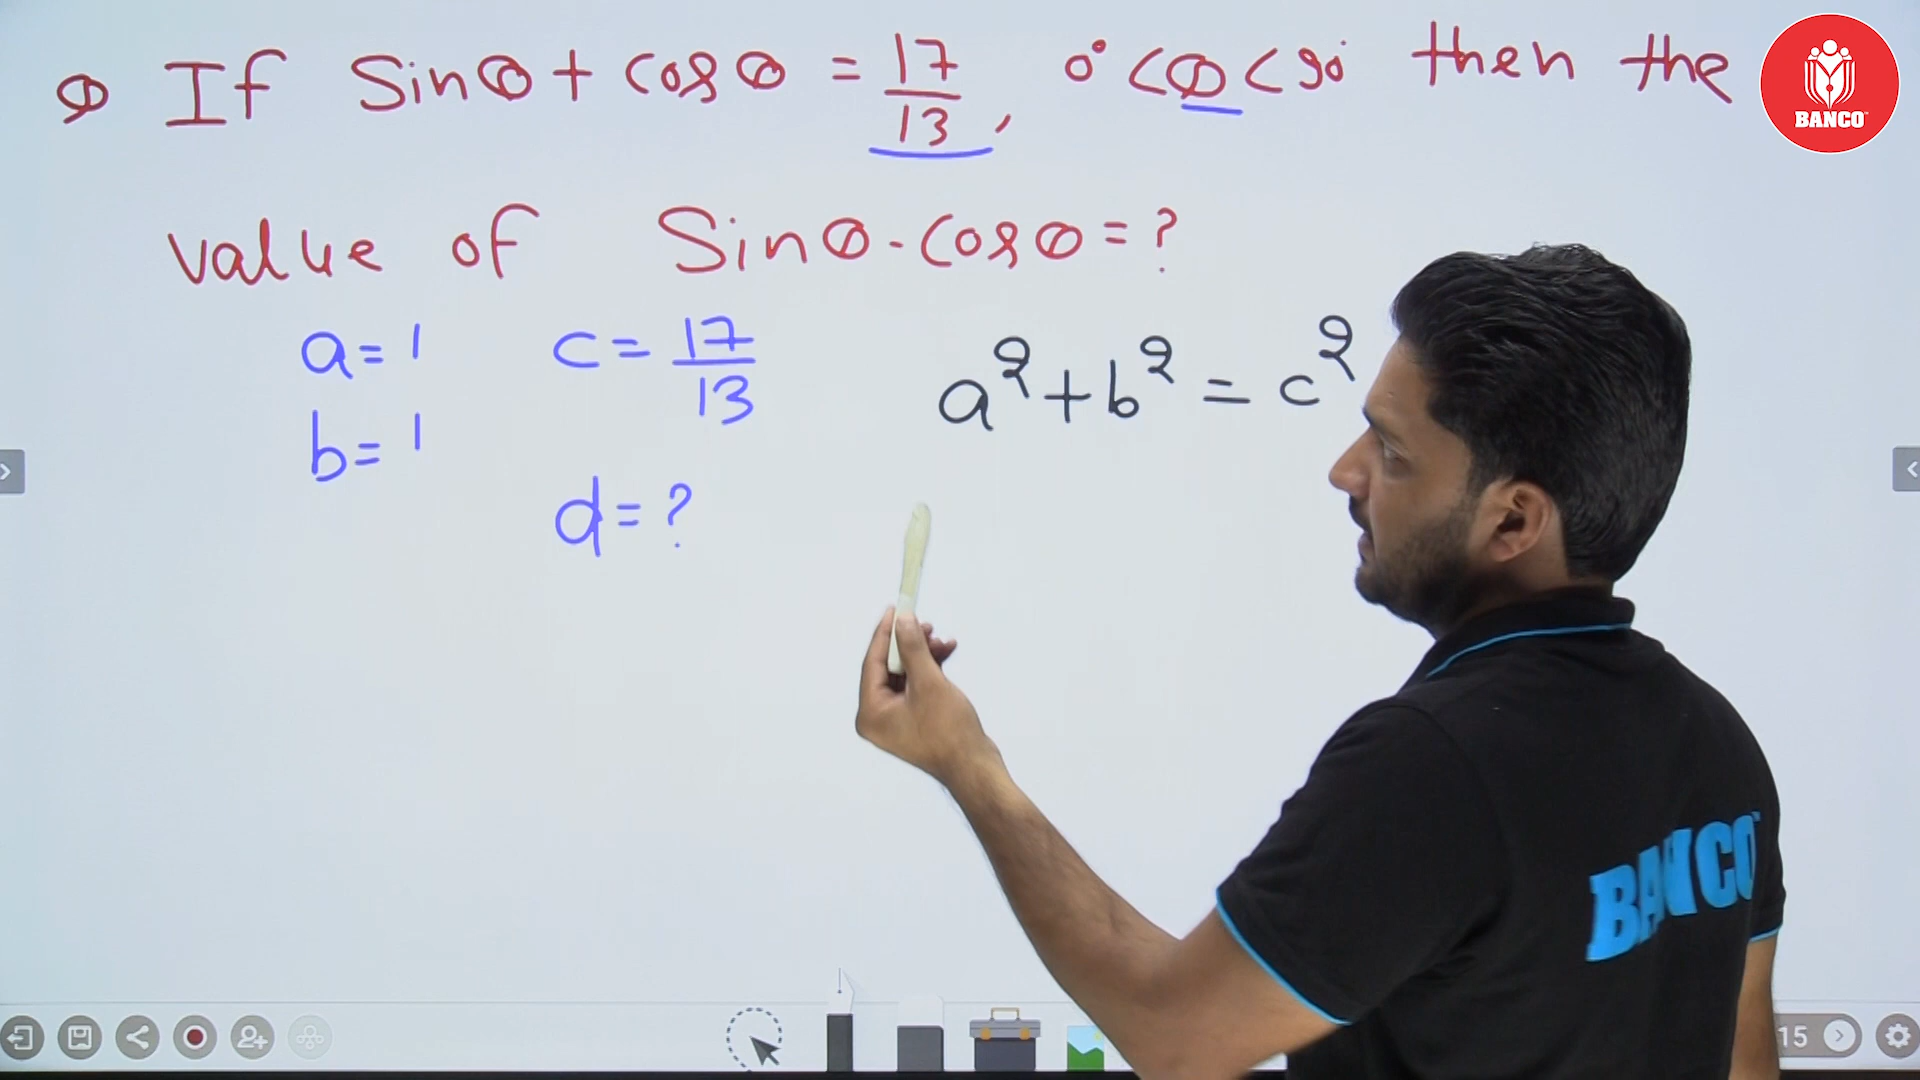 Q If Sinθ + Cosθ = 17/13, 0° < θ < 90° then the
value of Sinθ - Cosθ = ?
a = 1 c = 17/13
b = 1
d = ?
a² + b² = c²
BANCO
BANCO
15